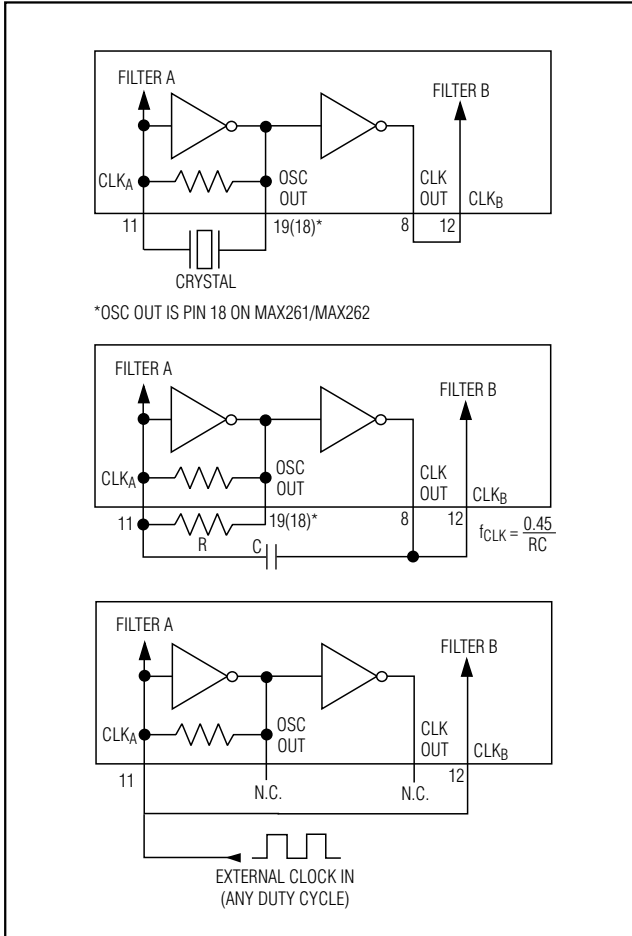 FILTER A
FILTER B
CLKA
OSC
OUT
CLK
OUT
CLKB
11
19(18)*
8
12
CRYSTAL
*OSC OUT IS PIN 18 ON MAX261/MAX262
FILTER A
FILTER B
CLKA
OSC
OUT
CLK
OUT
CLKB
11
19(18)*
8
12
R
C
fCLK = 0.45
RC
FILTER A
FILTER B
CLKA
OSC
OUT
CLK
OUT
CLKB
11
12
N.C.
N.C.
EXTERNAL CLOCK IN
(ANY DUTY CYCLE)